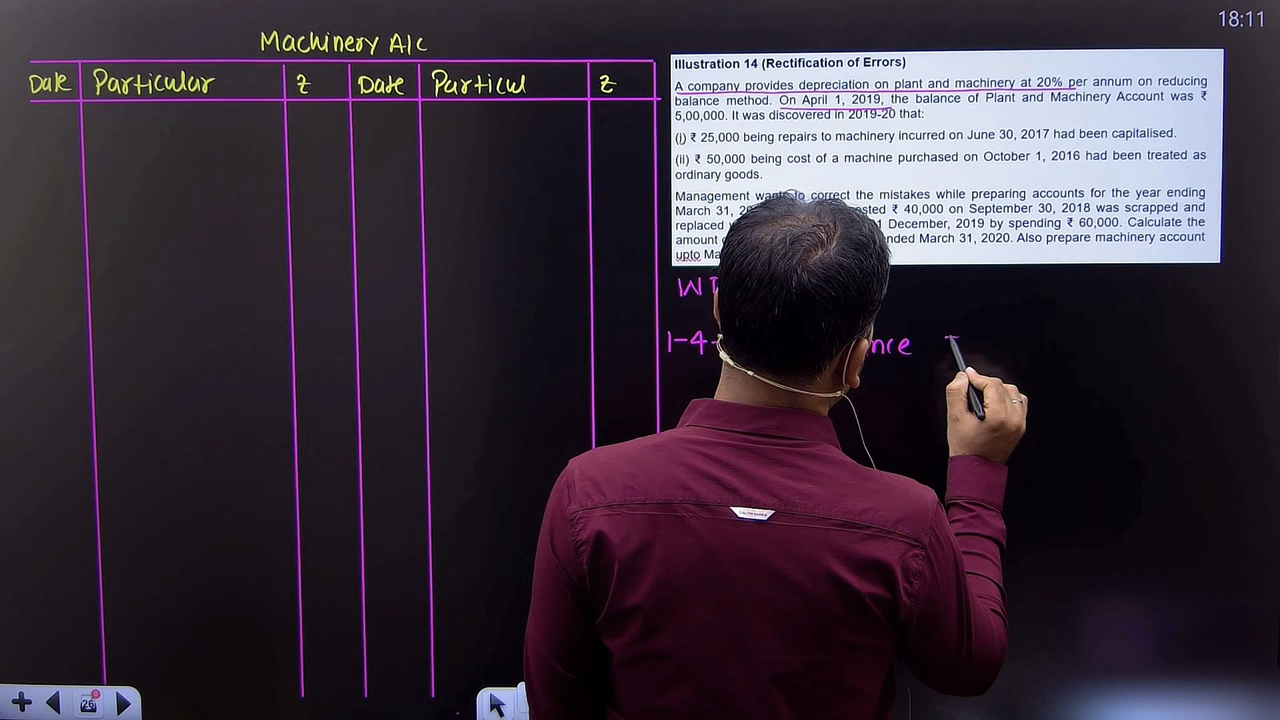 18:11
Machinery A/c
Date Particular ₹ Date Particul ₹
Illustration 14 (Rectification of Errors)
A company provides depreciation on plant and machinery at 20% per annum on reducing
balance method. On April 1, 2019, the balance of Plant and Machinery Account was ₹
5,00,000. It was discovered in 2019-20 that:
(i) ₹ 25,000 being repairs to machinery incurred on June 30, 2017 had been capitalised.
(ii) ₹ 50,000 being cost of a machine purchased on October 1, 2016 had been treated as
ordinary goods.
Management wants to correct the mistakes while preparing accounts for the year ending
March 31, ₹ 40,000 on September 30, 2018 was scrapped and
replaced December, 2019 by spending ₹ 60,000. Calculate the
amount March 31, 2020. Also prepare machinery account
upto
1-4-
26